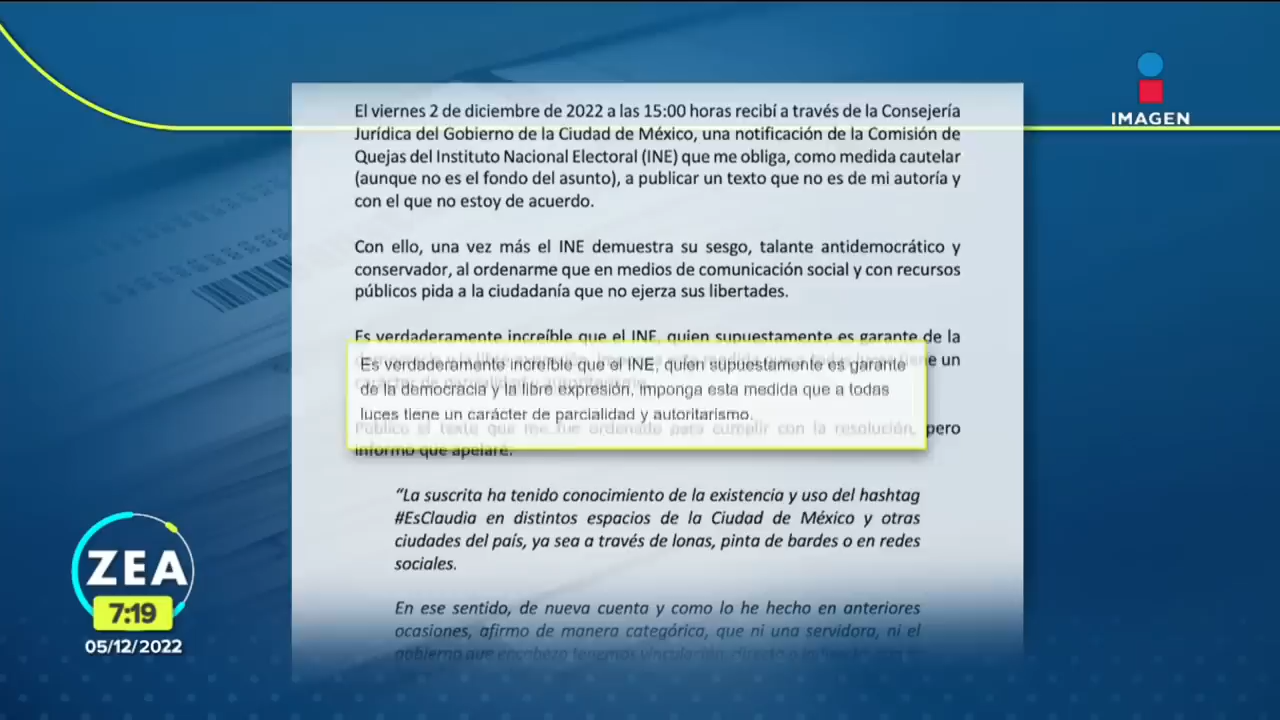 El viernes 2 de diciembre de 2022 a las 15:00 horas recibí a través de la Consejería
Jurídica del Gobierno de la Ciudad de México, una notificación de la Comisión de
Quejas del Instituto Nacional Electoral (INE) que me obliga, como medida cautelar
(aunque no es el fondo del asunto), a publicar un texto que no es de mi autoría y
con el que no estoy de acuerdo.
Con ello, una vez más el INE demuestra su sesgo, talante antidemocrático y
conservador, al ordenarme que en medios de comunicación social y con recursos
públicos pida a la ciudadanía que no ejerza sus libertades.
Es verdaderamente increíble que el INE, quien supuestamente es garante de la
e un
Es verdaderamente increíble que el INE, quien supuestamente es garante
de la democracia y la libre expresión, imponga esta medida que a todas
luces tiene un carácter de parcialidad y autoritarismo.
Publico el texto que me fue ordenado para cumplir con la resolución, pero
informo que apelaré.
“La suscrita ha tenido conocimiento de la existencia y uso del hashtag
#EsClaudia en distintos espacios de la Ciudad de México y otras
ciudades del país, ya sea a través de lonas, pinta de bardes o en redes
sociales.
En ese sentido, de nueva cuenta y como lo he hecho en anteriores
ocasiones, afirmo de manera categórica, que ni una servidora, ni el
gobierno que encabezo tenemos vinculación directa
IMAGEN
ZEA
7:19
05/12/2022